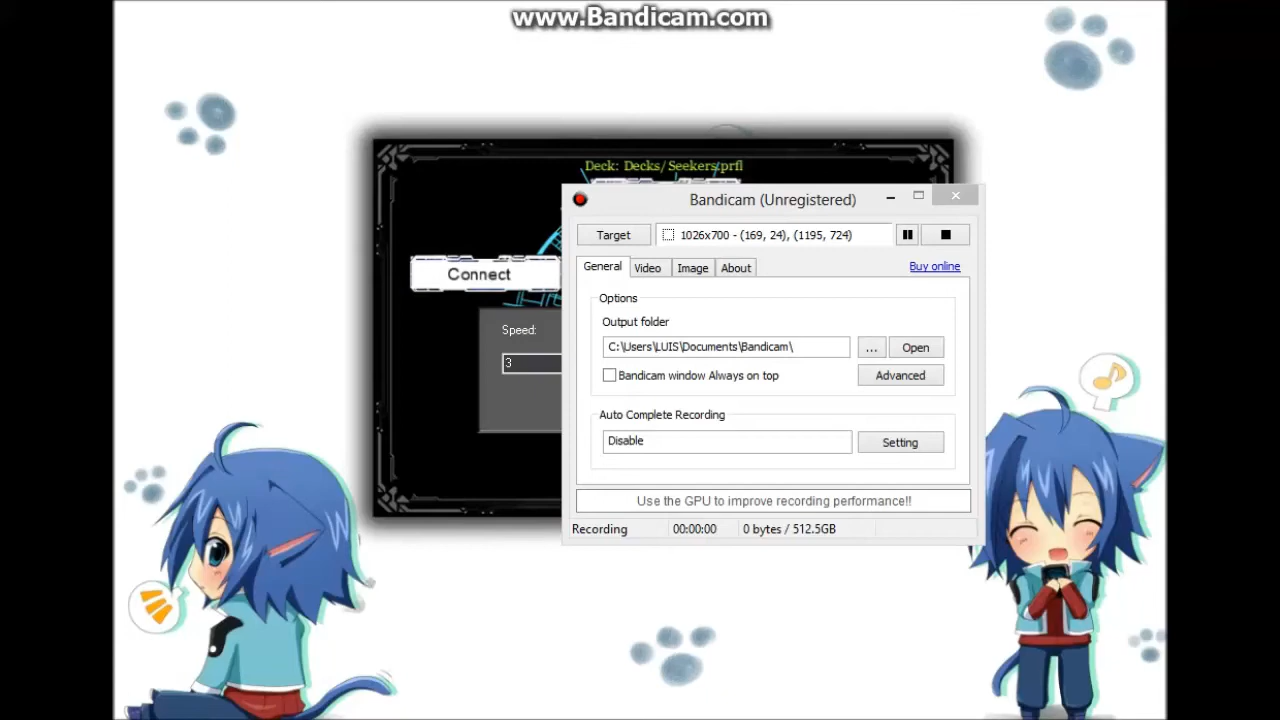 www.Bandicam.com
Deck: Decks/Seekers.prfl
Bandicam (Unregistered)
Target
1026x700 - (169, 24), (1195, 724)
Connect
General
Video
Image
About
Buy online
Options
Output folder
Speed:
C:\Users\LUIS\Documents\Bandicam\
...
Open
3
Bandicam window Always on top
Advanced
Auto Complete Recording
Disable
Setting
Use the GPU to improve recording performance!!
Recording
00:00:00
0 bytes / 512.5GB